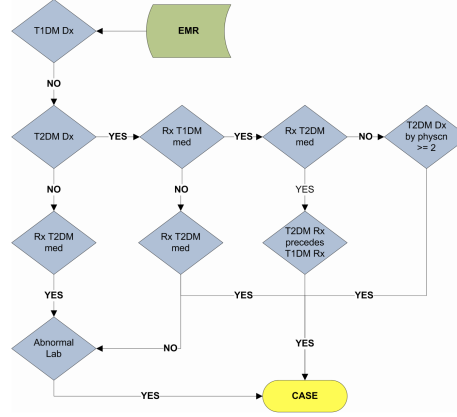 T1DM Dx
EMR
NO
T2DM Dx
YES
Rx T1DM
med
YES
Rx T2DM
med
NO
T2DM Dx
by physcn
>= 2
NO
NO
YES
Rx T2DM
med
Rx T2DM
med
T2DM Rx
precedes
T1DM Rx
YES
YES
YES
Abnormal
Lab
NO
YES
YES
CASE